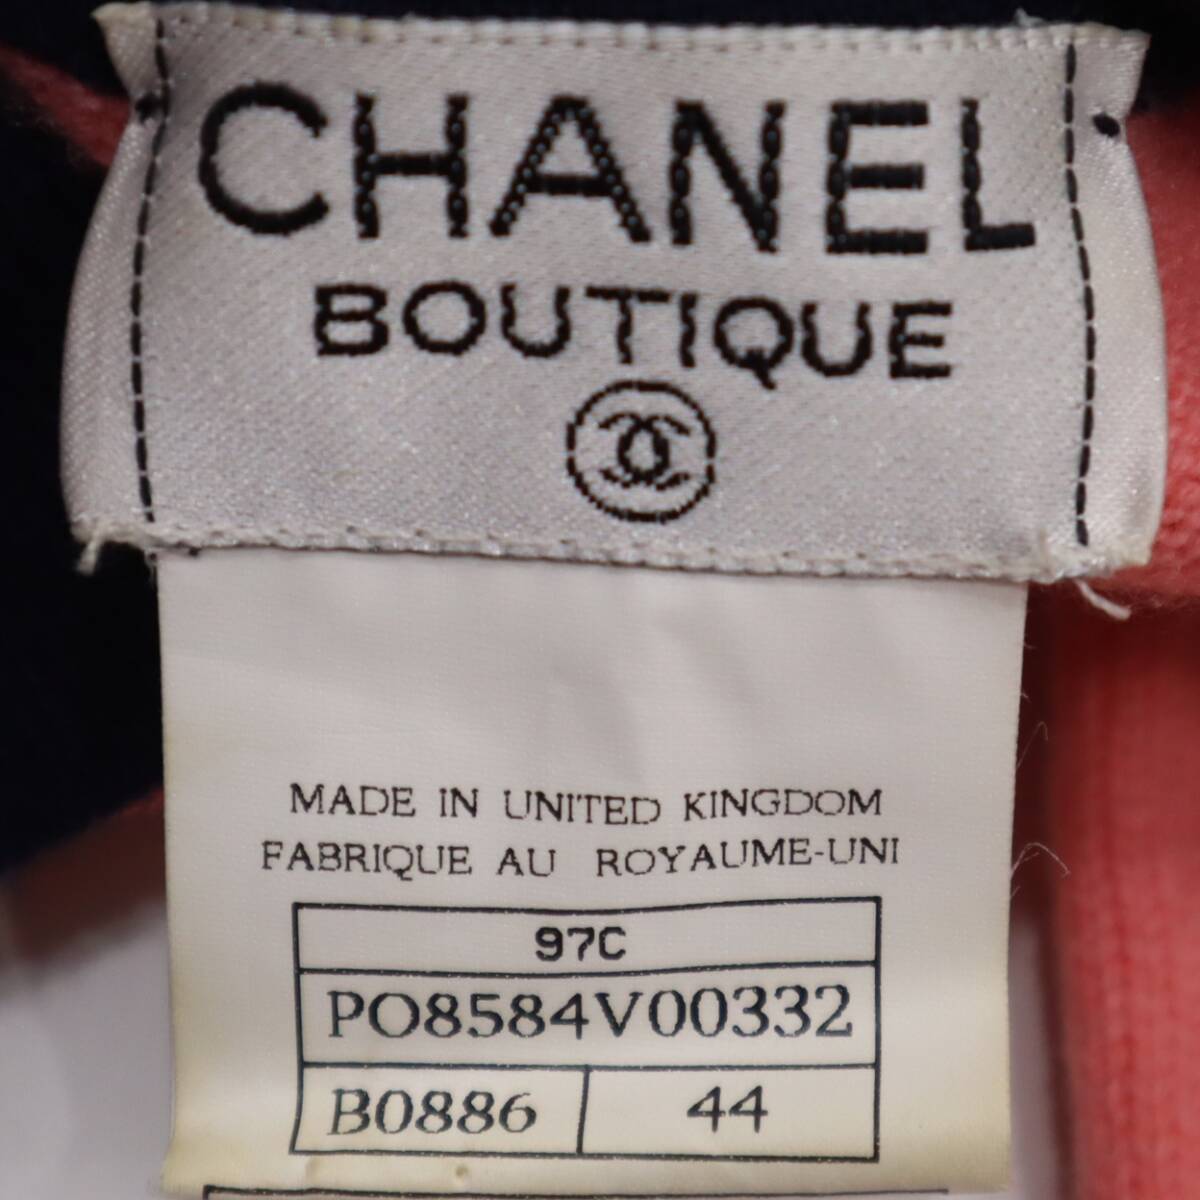 CHANEL
BOUTIQUE
MADE IN UNITED KINGDOM
FABRIQUE AU ROYAUME-UNI
97C
PO8584V00332
B0886 44